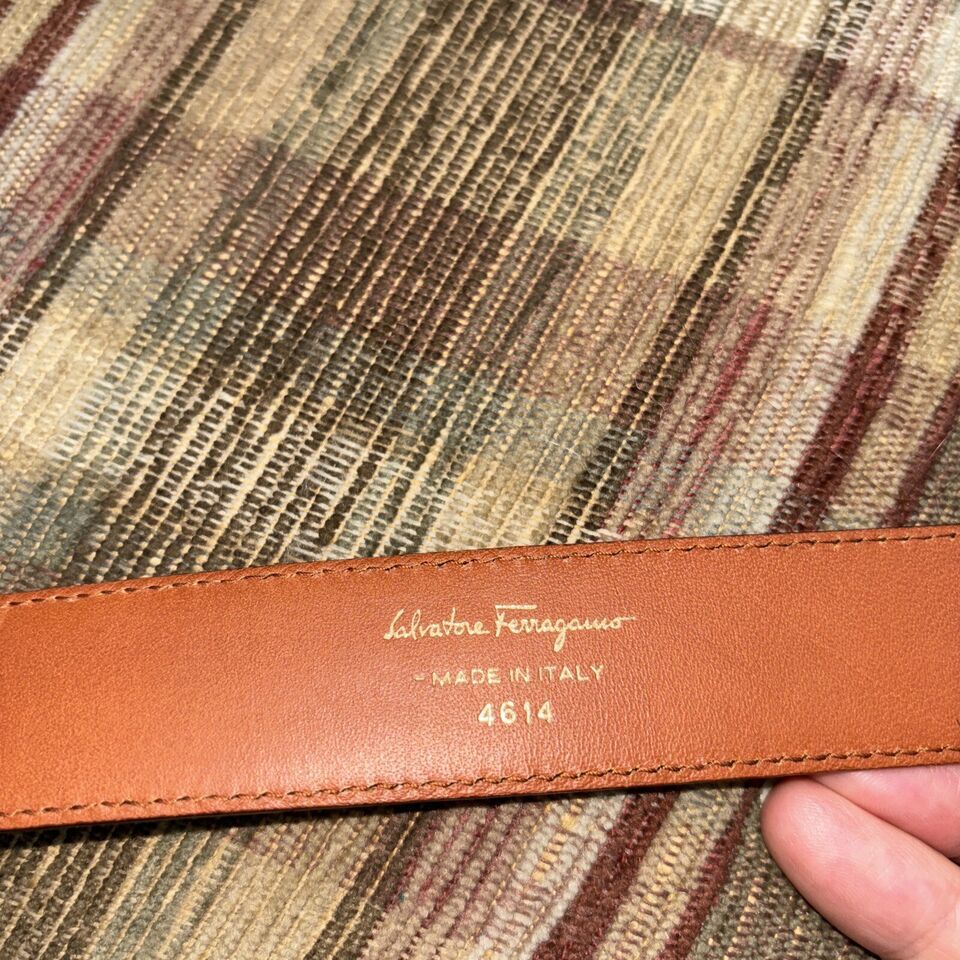 Salvatore Ferragamo
- MADE IN ITALY
4614